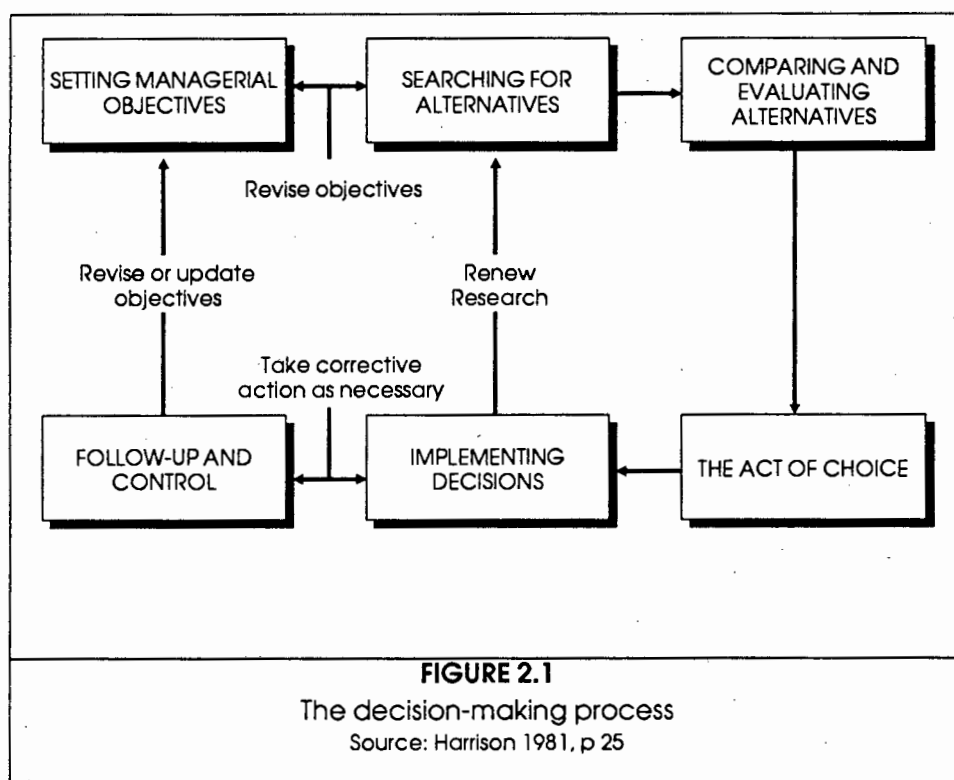 SETTING MANAGERIAL
OBJECTIVES
SEARCHING FOR
ALTERNATIVES
COMPARING AND
EVALUATING
ALTERNATIVES
Revise objectives
Revise or update
objectives
Renew
Research
Take corrective
action as necessary
FOLLOW-UP AND
CONTROL
IMPLEMENTING
DECISIONS
THE ACT OF CHOICE
FIGURE 2.1
The decision-making process
Source: Harrison 1981, p 25